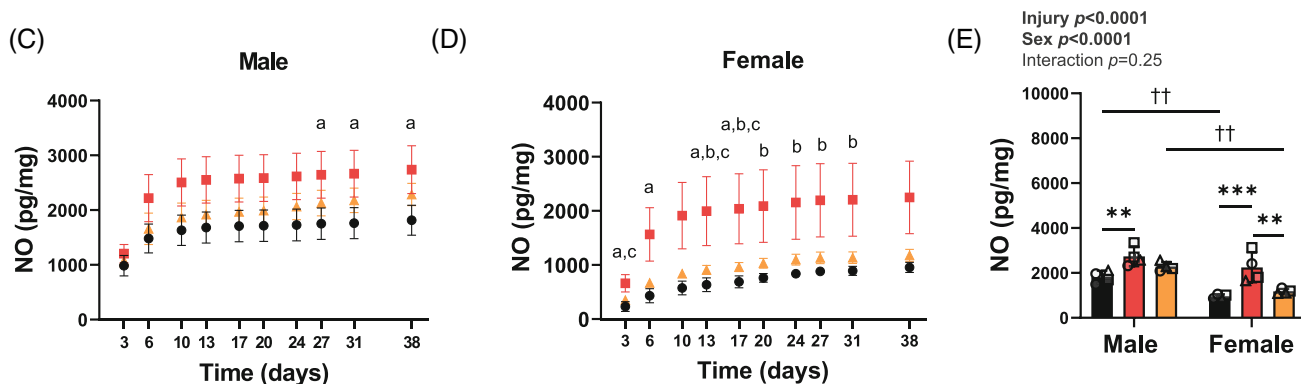 (C)
Male
NO (pg/mg)
4000
3000
2000
1000
0
a a a
3 6 10 13 17 20 24 27 31 38
Time (days)
(D)
Female
NO (pg/mg)
4000
3000
2000
1000
0
a,c
a
a,b,c
a,b,c
b b b b
3 6 10 13 17 20 24 27 31 38
Time (days)
(E)
Injury p<0.0001
Sex p<0.0001
Interaction p=0.25
NO (pg/mg)
10000
8000
6000
4000
2000
0
††
††
**
***
**
Male Female